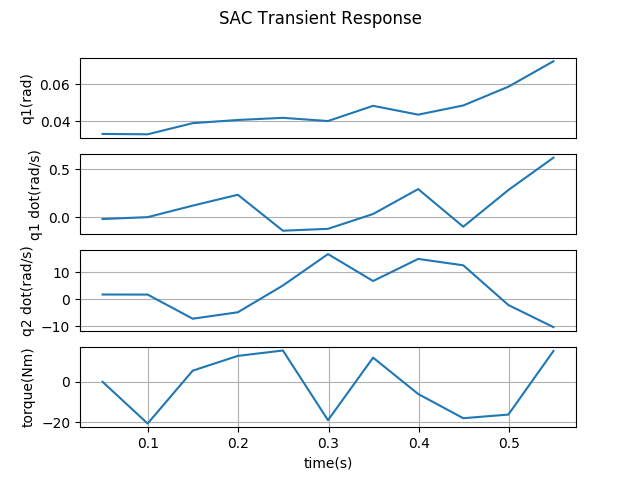 SAC Transient Response
q1(rad)
0.06
0.04
q1 dot(rad/s)
0.5
0.0
q2 dot(rad/s)
10
0
−10
torque(Nm)
0
−20
0.1 0.2 0.3 0.4 0.5
time(s)